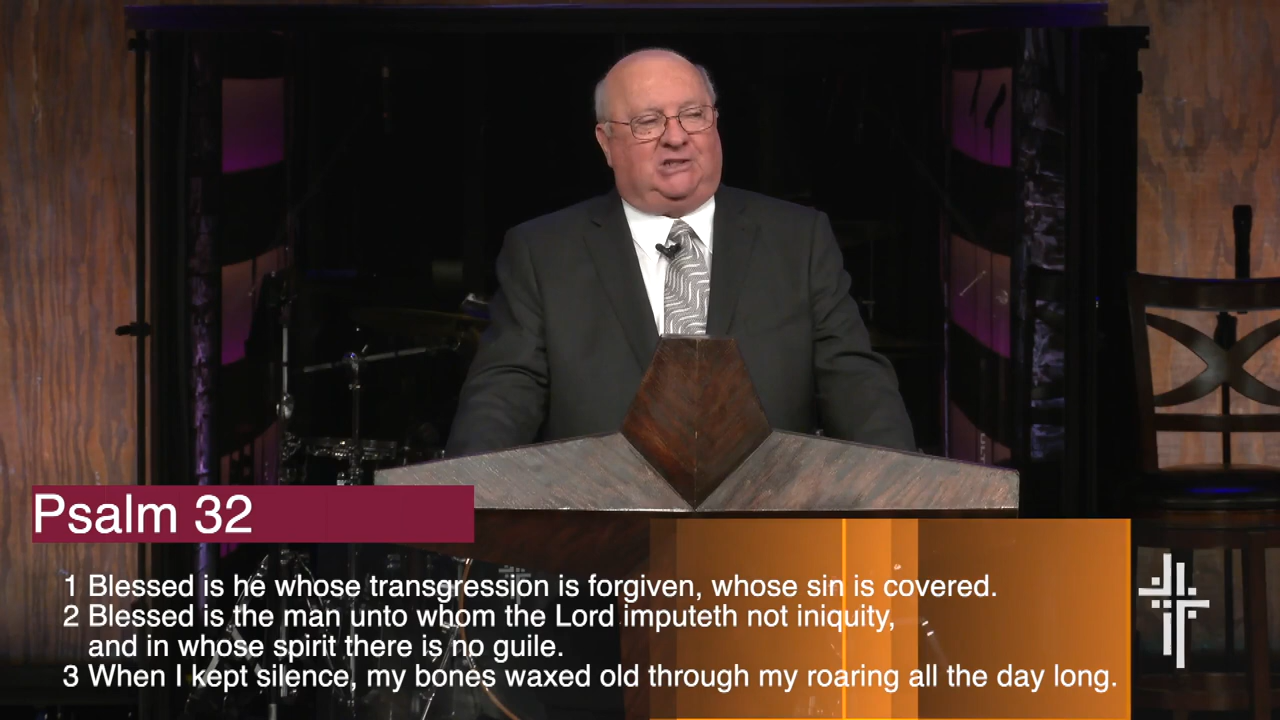 Psalm 32
1 Blessed is he whose transgression is forgiven, whose sin is covered.
2 Blessed is the man unto whom the Lord imputeth not iniquity,
and in whose spirit there is no guile.
3 When I kept silence, my bones waxed old through my roaring all the day long.